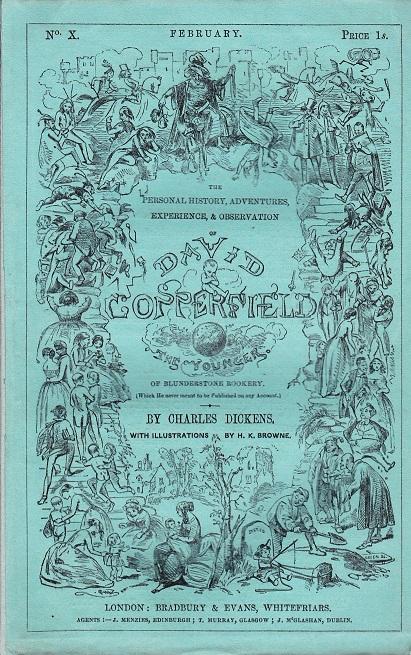 No. X. FEBRUARY. PRICE 1s.
THE
PERSONAL HISTORY, ADVENTURES,
EXPERIENCE, & OBSERVATION
OF
DAVID
COPPERFIELD
THE YOUNGER.
OF BLUNDERSTONE ROOKERY.
(Which He never meant to be Published on any Account.)
BY CHARLES DICKENS.
WITH ILLUSTRATIONS BY H. K. BROWNE.
LONDON: BRADBURY & EVANS, WHITEFRIARS.
AGENTS:—J. MENZIES, EDINBURGH; T. MURRAY, GLASGOW; J. M‘GLASHAN, DUBLIN.